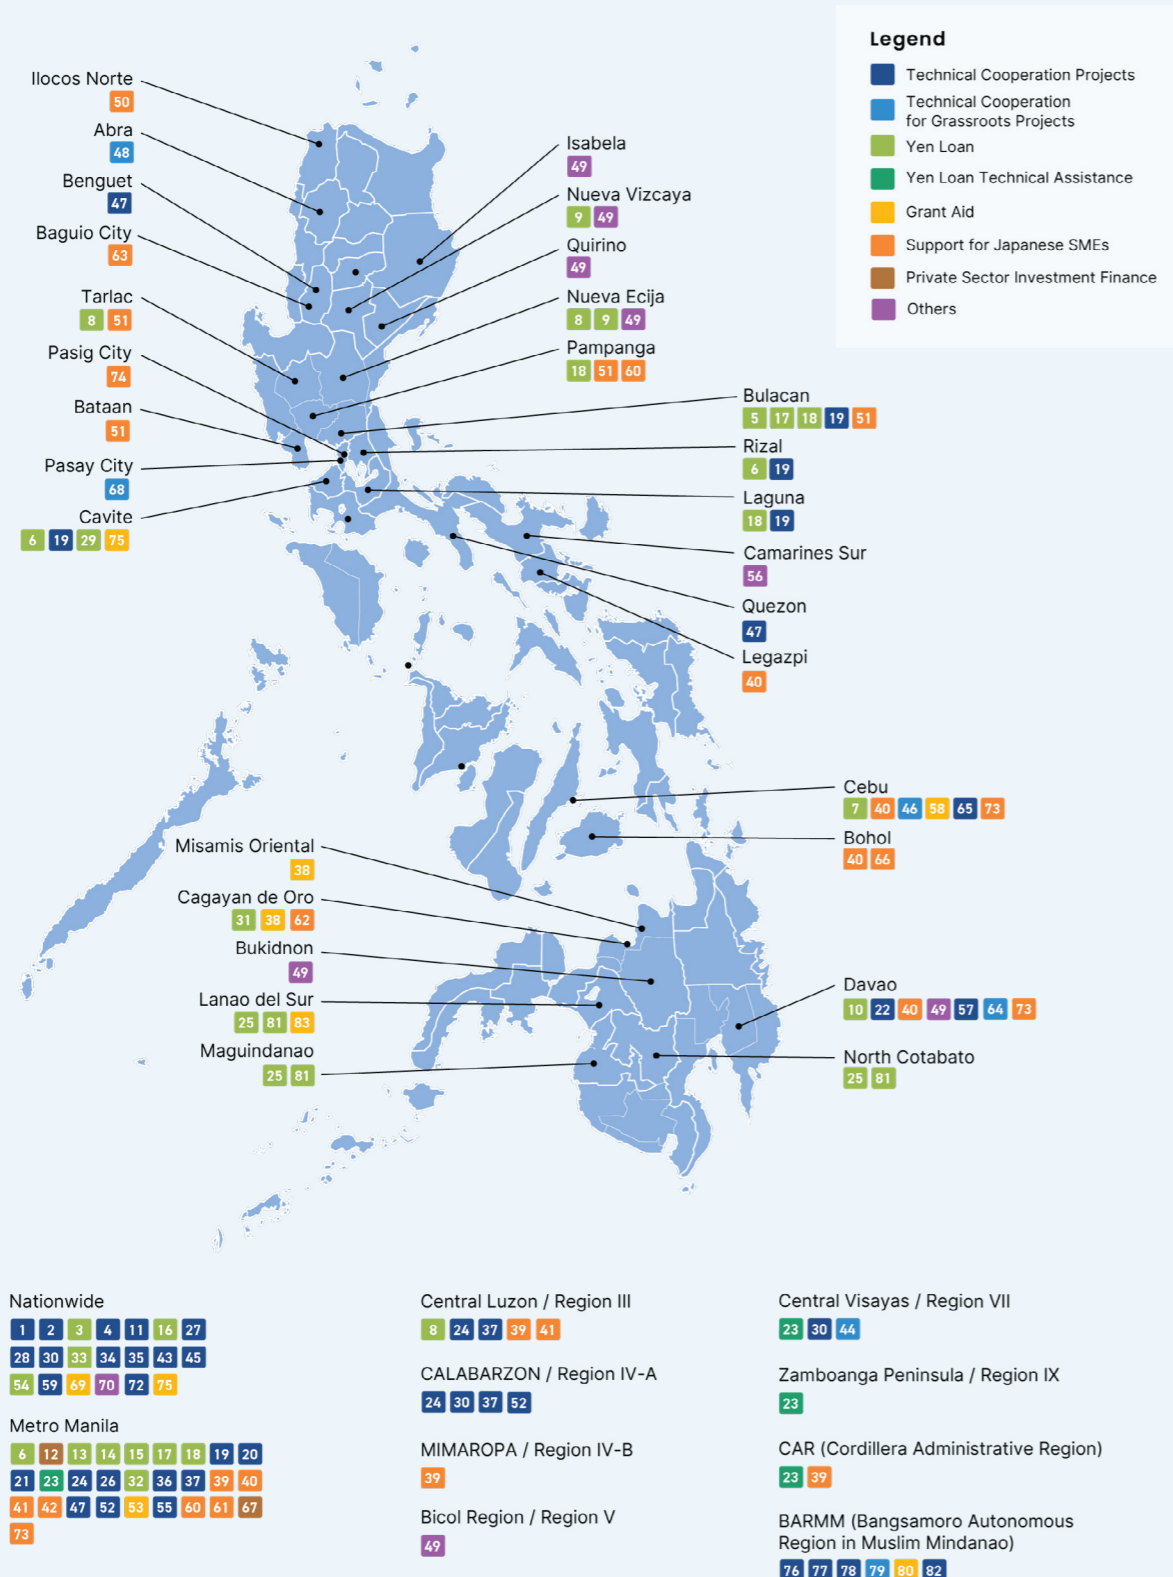 Legend
Technical Cooperation Projects
Technical Cooperation
for Grassroots Projects
Yen Loan
Yen Loan Technical Assistance
Grant Aid
Support for Japanese SMEs
Private Sector Investment Finance
Others
Ilocos Norte
50
Abra
48
Benguet
47
Baguio City
63
Tarlac
8 51
Pasig City
74
Bataan
51
Pasay City
68
Cavite
6 19 29 75
Isabela
49
Nueva Vizcaya
9 49
Quirino
49
Nueva Ecija
8 9 49
Pampanga
18 51 60
Bulacan
5 17 18 19 51
Rizal
6 19
Laguna
18 19
Camarines Sur
56
Quezon
47
Legazpi
40
Cebu
7 40 46 58 65 73
Bohol
40 66
Misamis Oriental
38
Cagayan de Oro
31 38 62
Bukidnon
49
Lanao del Sur
25 81 83
Maguindanao
25 81
Davao
10 22 40 49 57 64 73
North Cotabato
25 81
Nationwide
1 2 3 4 11 16 27
28 30 33 34 35 43 45
54 59 69 70 72 75
Metro Manila
6 12 13 14 15 17 18 19 20
21 23 24 26 32 36 37 39 40
41 42 47 52 53 55 60 61 67
73
Central Luzon / Region III
8 24 37 39 41
CALABARZON / Region IV-A
24 30 37 52
MIMAROPA / Region IV-B
39
Bicol Region / Region V
49
Central Visayas / Region VII
23 30 44
Zamboanga Peninsula / Region IX
23
CAR (Cordillera Administrative Region)
23 39
BARMM (Bangsamoro Autonomous
Region in Muslim Mindanao)
76 77 78 79 80 82